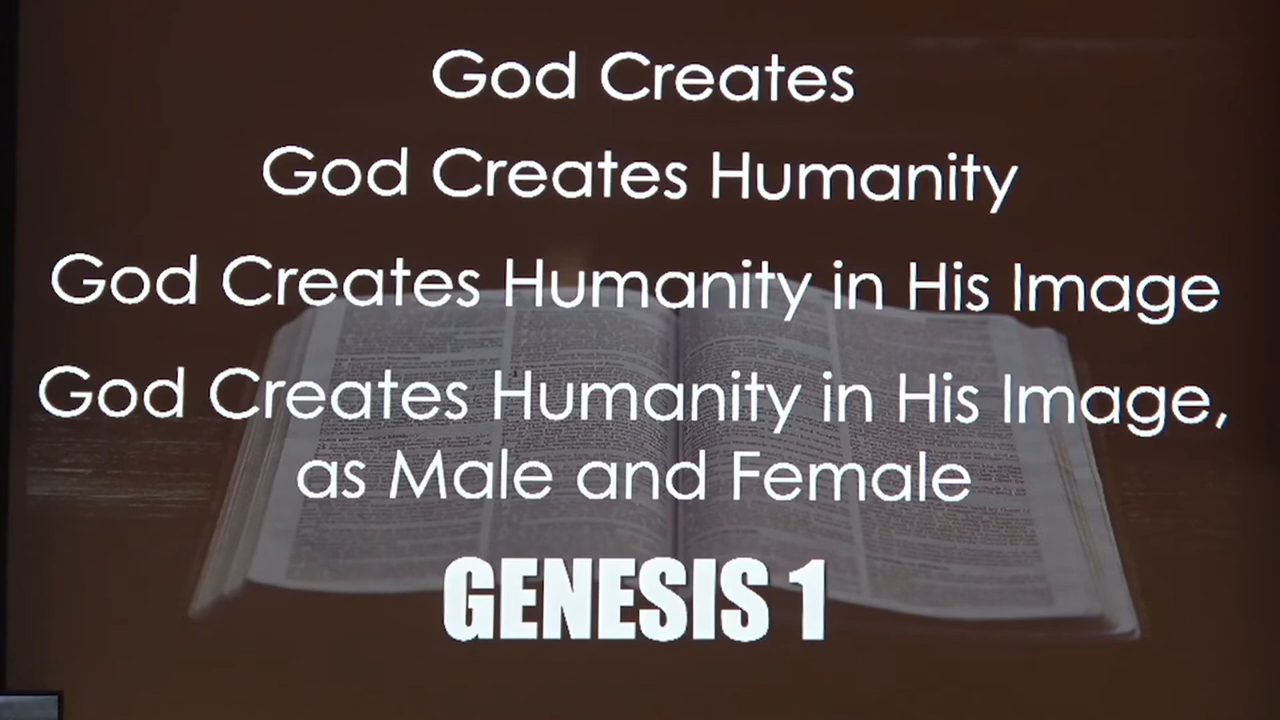 God Creates
God Creates Humanity
God Creates Humanity in His Image
God Creates Humanity in His Image,
as Male and Female
GENESIS 1